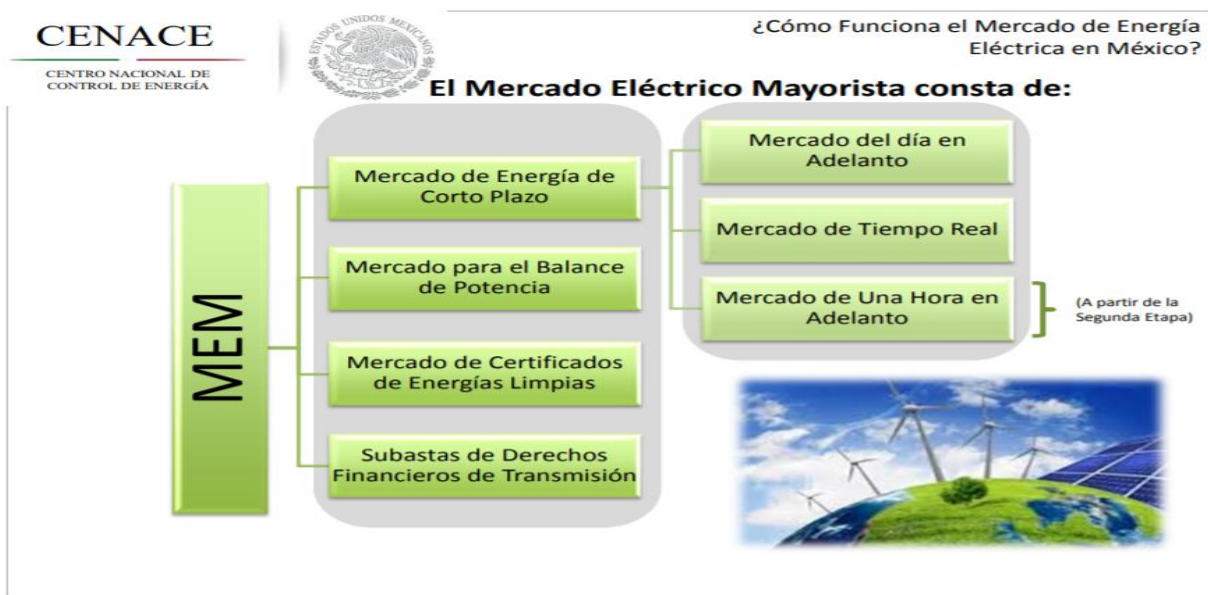 CENACE
CENTRO NACIONAL DE
CONTROL DE ENERGÍA
ESTADOS UNIDOS MEXICANOS
¿Cómo Funciona el Mercado de Energía
Eléctrica en México?
El Mercado Eléctrico Mayorista consta de:
MEM
Mercado de Energía de
Corto Plazo
Mercado para el Balance
de Potencia
Mercado de Certificados
de Energías Limpias
Subastas de Derechos
Financieros de Transmisión
Mercado del día en
Adelanto
Mercado de Tiempo Real
Mercado de Una Hora en
Adelanto
(A partir de la
Segunda Etapa)